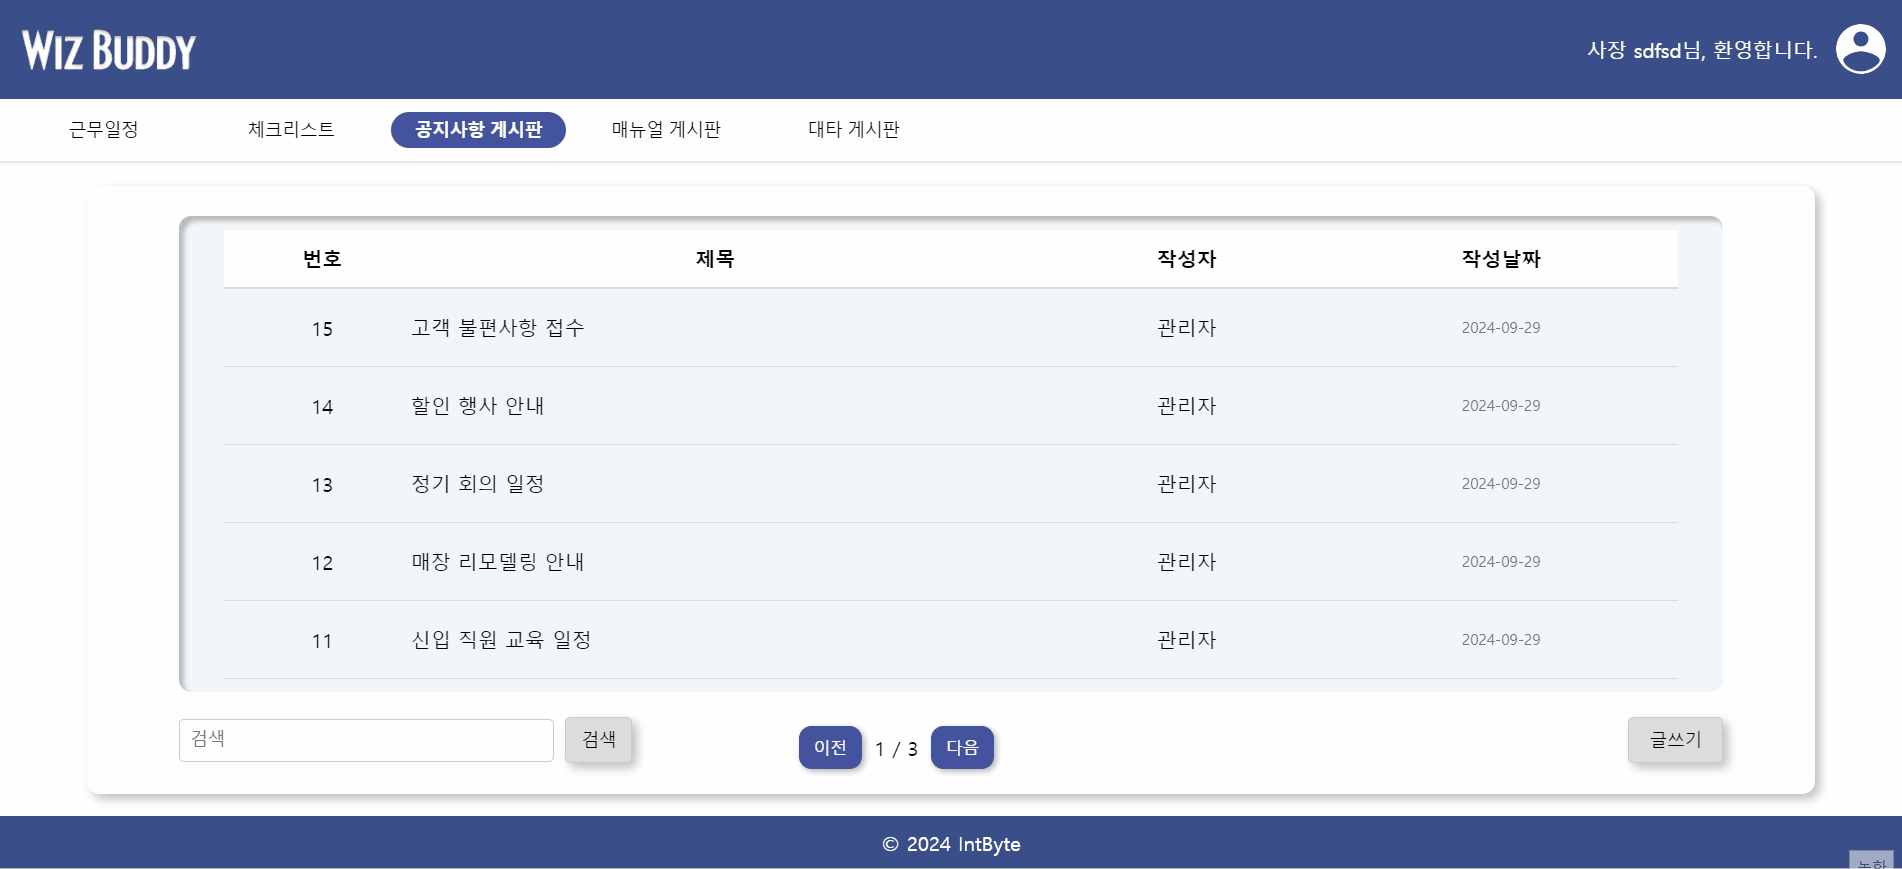 WIZ BUDDY
사장 sdfsd님, 환영합니다.
근무일정 체크리스트 공지사항 게시판 매뉴얼 게시판 대타 게시판
번호 제목 작성자 작성날짜
15 고객 불편사항 접수 관리자 2024-09-29
14 할인 행사 안내 관리자 2024-09-29
13 정기 회의 일정 관리자 2024-09-29
12 매장 리모델링 안내 관리자 2024-09-29
11 신입 직원 교육 일정 관리자 2024-09-29
검색 검색 이전 1 / 3 다음 글쓰기
© 2024 IntByte